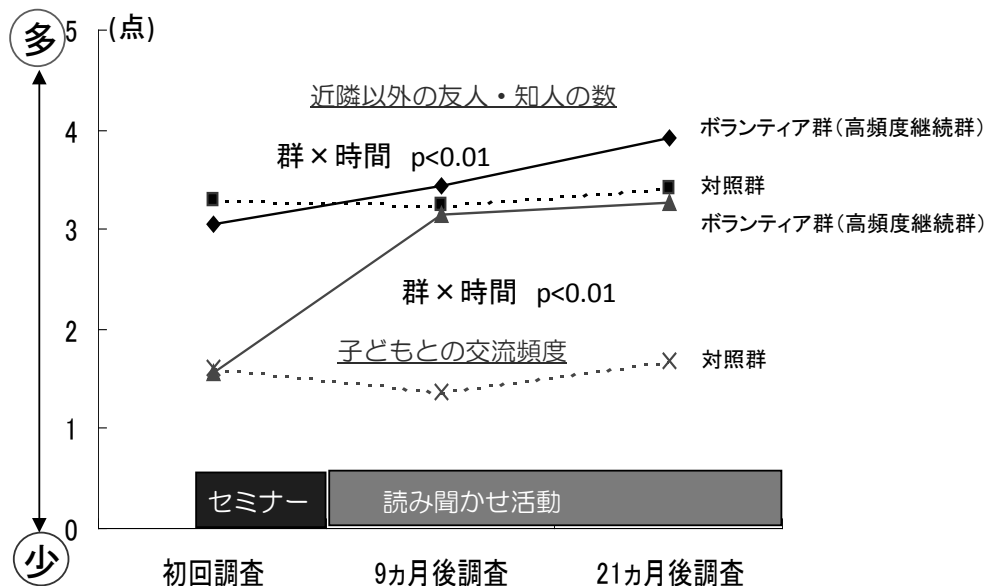 多
5
(点)
近隣以外の友人・知人の数
4
ボランティア群(高頻度継続群)
群×時間 p<0.01
対照群
3
ボランティア群(高頻度継続群)
群×時間 p<0.01
2
子どもとの交流頻度
対照群
1
セミナー
読み聞かせ活動
0
少
初回調査
9ヵ月後調査
21ヵ月後調査